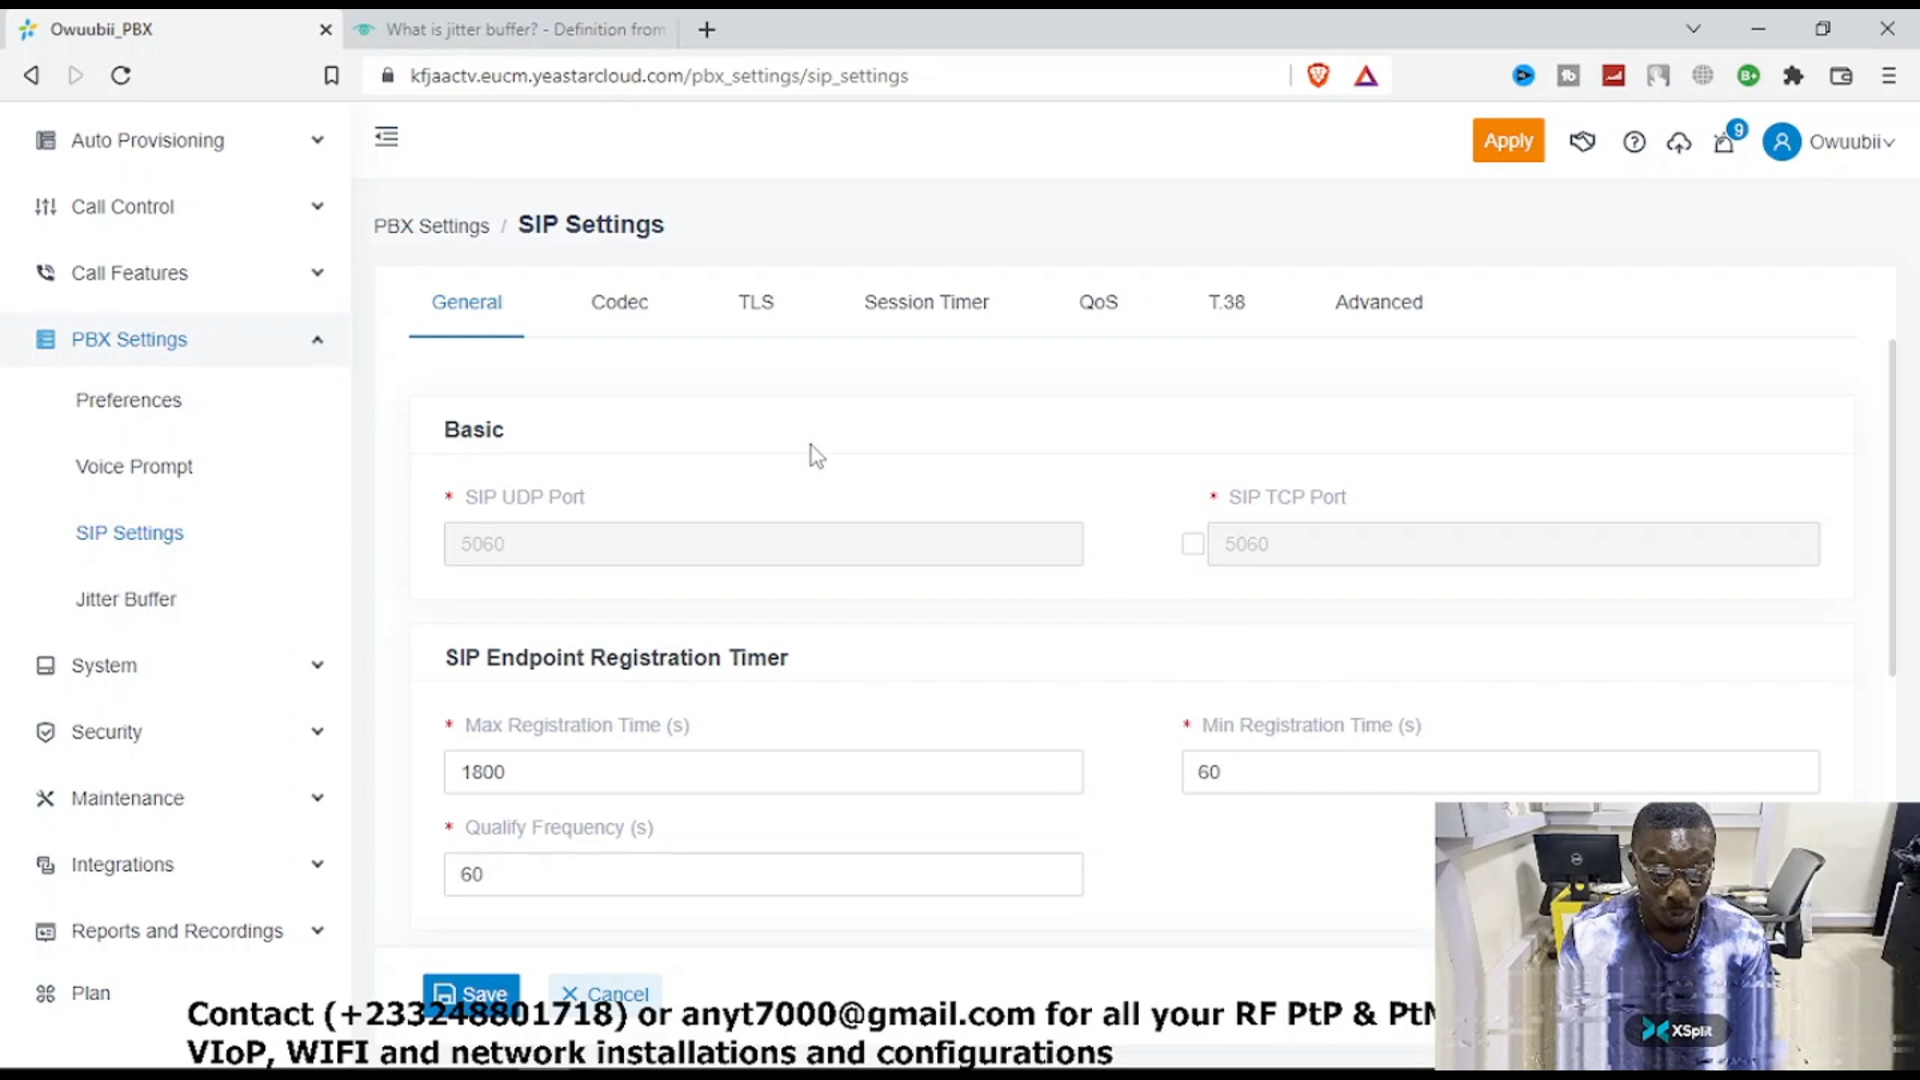 Owuubii_PBX
What is jitter buffer? - Definition from
kfjaactv.eucm.yeastarcloud.com/pbx_settings/sip_settings
Auto Provisioning
Call Control
Call Features
PBX Settings
Preferences
Voice Prompt
SIP Settings
Jitter Buffer
System
Security
Maintenance
Integrations
Reports and Recordings
Plan
Apply
9
Owuubii
PBX Settings / SIP Settings
General Codec TLS Session Timer QoS T.38 Advanced
Basic
* SIP UDP Port * SIP TCP Port
5060 5060
SIP Endpoint Registration Timer
* Max Registration Time (s) * Min Registration Time (s)
1800 60
* Qualify Frequency (s)
60
Save Cancel
Contact (+233248801718) or anyt7000@gmail.com for all your RF PtP & PtM
VIoP, WIFI and network installations and configurations
XSplit